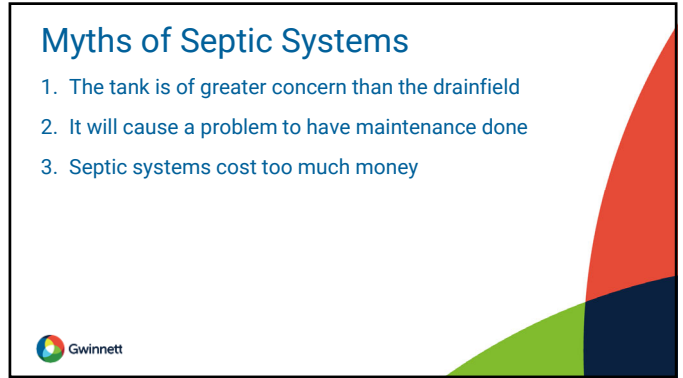 Myths of Septic Systems
1. The tank is of greater concern than the drainfield
2. It will cause a problem to have maintenance done
3. Septic systems cost too much money
Gwinnett